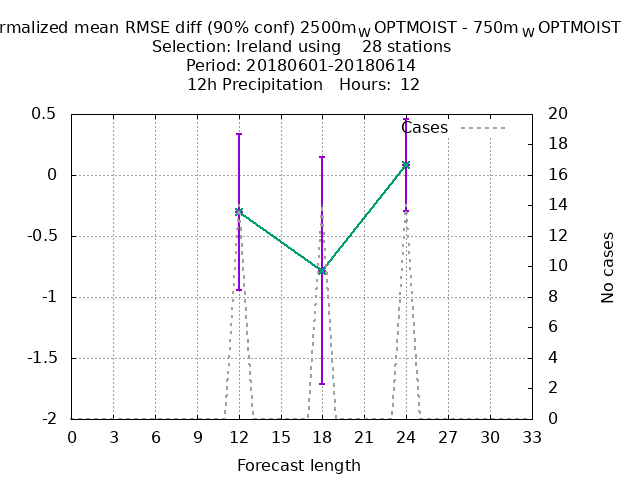 rmalized mean RMSE diff (90% conf) 2500m W OPTMOIST - 750m W OPTMOIST
Selection: Ireland using 28 stations
Period: 20180601-20180614
12h Precipitation Hours: 12
Cases
0.5
0
-0.5
-1
-1.5
-2
20
18
16
14
12
10
8
6
4
2
0
No cases
0 3 6 9 12 15 18 21 24 27 30 33
Forecast length